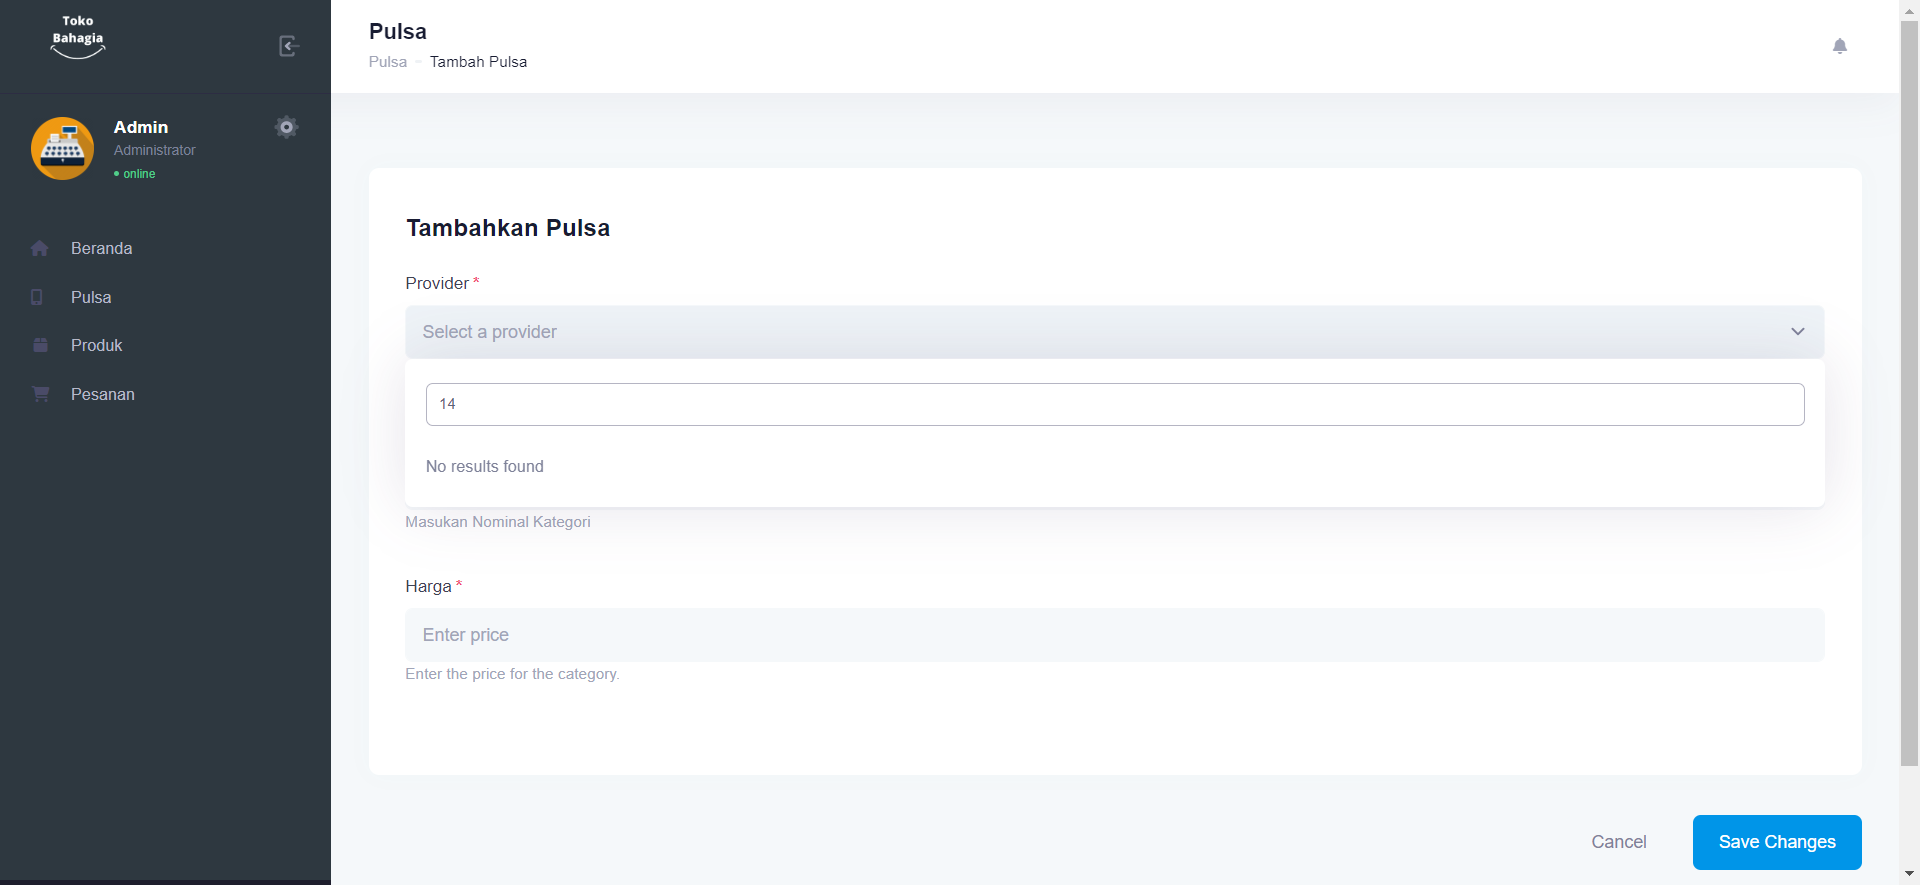 Toko
Bahagia
Admin
Administrator
• online
Beranda
Pulsa
Produk
Pesanan
Pulsa
Pulsa – Tambah Pulsa
Tambahkan Pulsa
Provider *
Select a provider
14
No results found
Masukan Nominal Kategori
Harga *
Enter price
Enter the price for the category.
Cancel
Save Changes